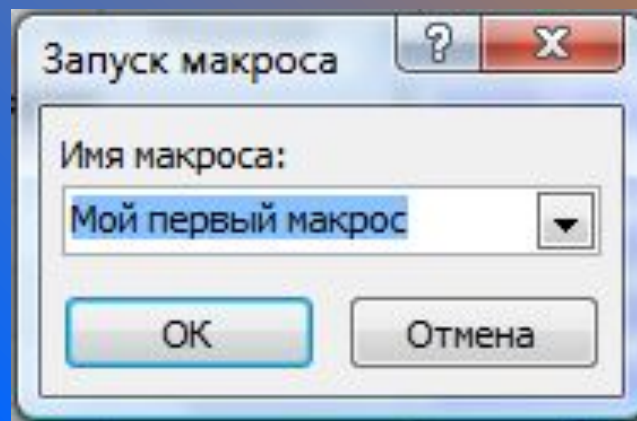 Запуск макроса
?
Имя макроса:
Мой первый макрос
ОК
Отмена